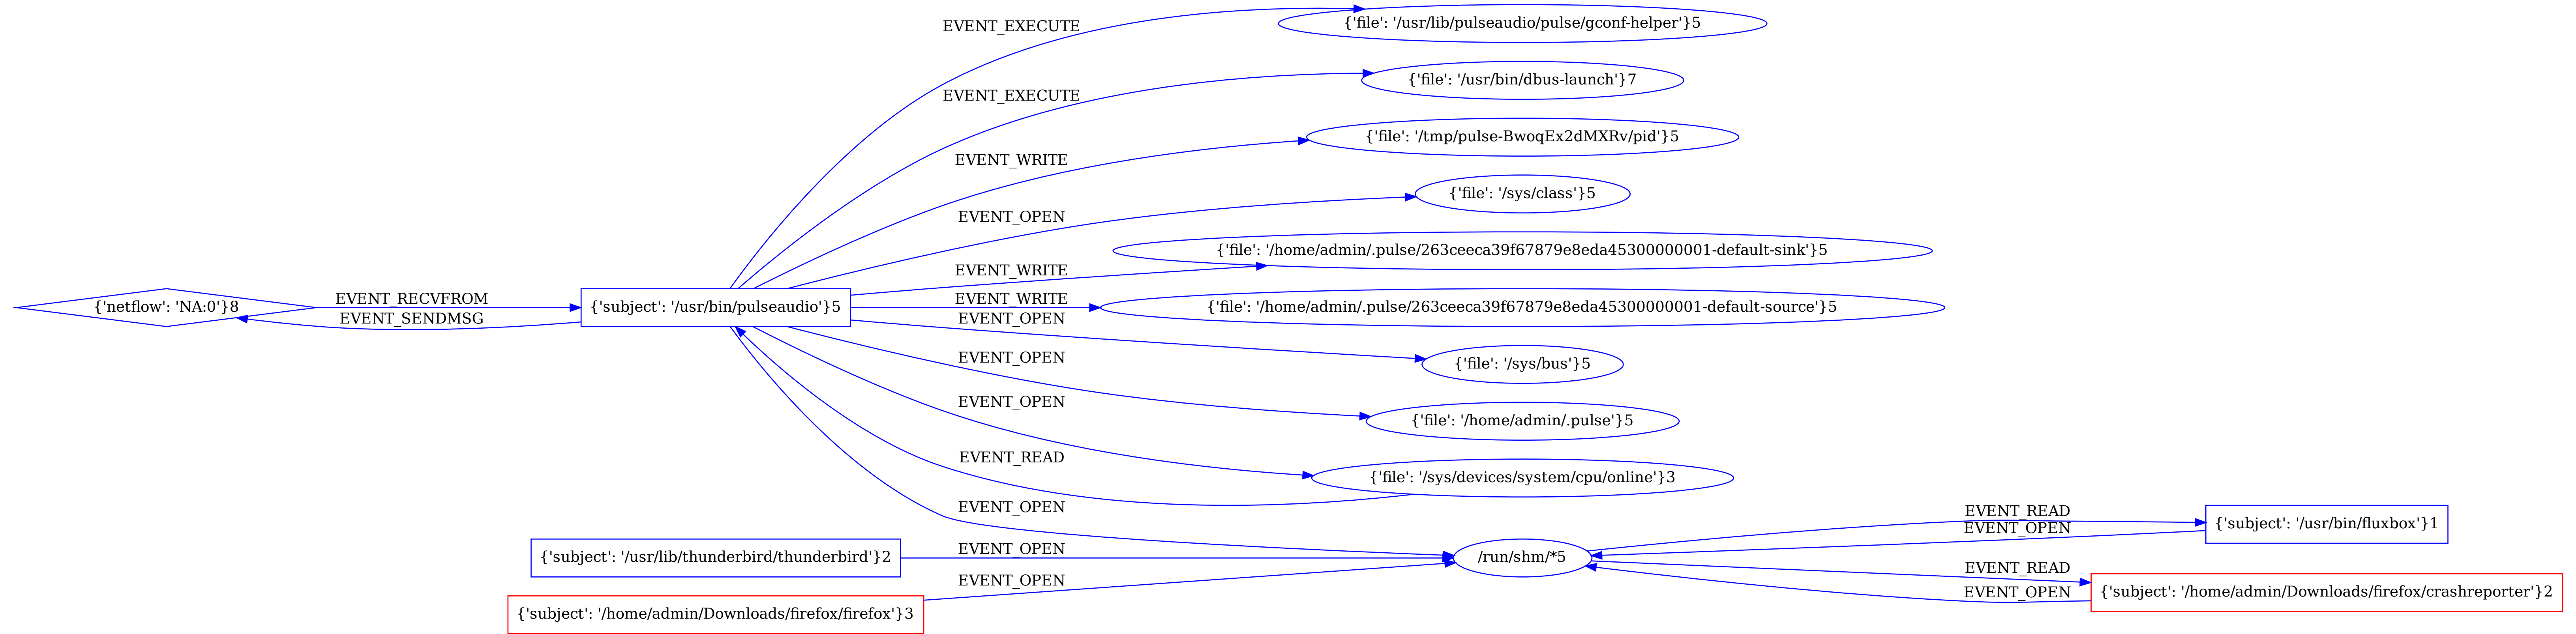 EVENT_EXECUTE
{'file': '/usr/lib/pulseaudio/pulse/gconf-helper'}5
EVENT_EXECUTE
{'file': '/usr/bin/dbus-launch'}7
EVENT_WRITE
{'file': '/tmp/pulse-BwoqEx2dMXRv/pid'}5
EVENT_OPEN
{'file': '/sys/class'}5
EVENT_WRITE
{'file': '/home/admin/.pulse/263ceeca39f67879e8eda45300000001-default-sink'}5
{'netflow': 'NA:0'}8
EVENT_RECVFROM
EVENT_SENDMSG
{'subject': '/usr/bin/pulseaudio'}5
EVENT_WRITE
{'file': '/home/admin/.pulse/263ceeca39f67879e8eda45300000001-default-source'}5
EVENT_OPEN
{'file': '/sys/bus'}5
EVENT_OPEN
{'file': '/home/admin/.pulse'}5
EVENT_OPEN
EVENT_READ
{'file': '/sys/devices/system/cpu/online'}3
EVENT_OPEN
{'subject': '/usr/lib/thunderbird/thunderbird'}2
EVENT_OPEN
/run/shm/*5
EVENT_READ
EVENT_OPEN
{'subject': '/usr/bin/fluxbox'}1
{'subject': '/home/admin/Downloads/firefox/firefox'}3
EVENT_OPEN
EVENT_READ
EVENT_OPEN
{'subject': '/home/admin/Downloads/firefox/crashreporter'}2